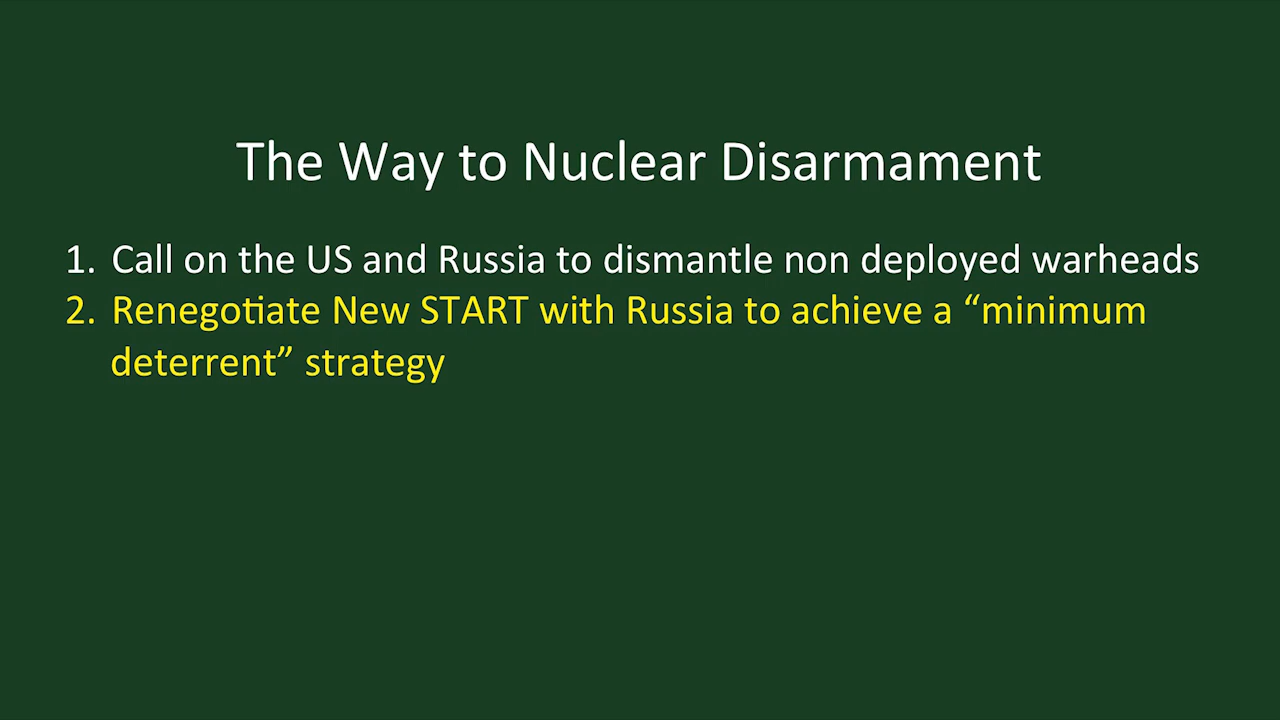 The Way to Nuclear Disarmament
1. Call on the US and Russia to dismantle non deployed warheads
2. Renegotiate New START with Russia to achieve a “minimum
deterrent” strategy